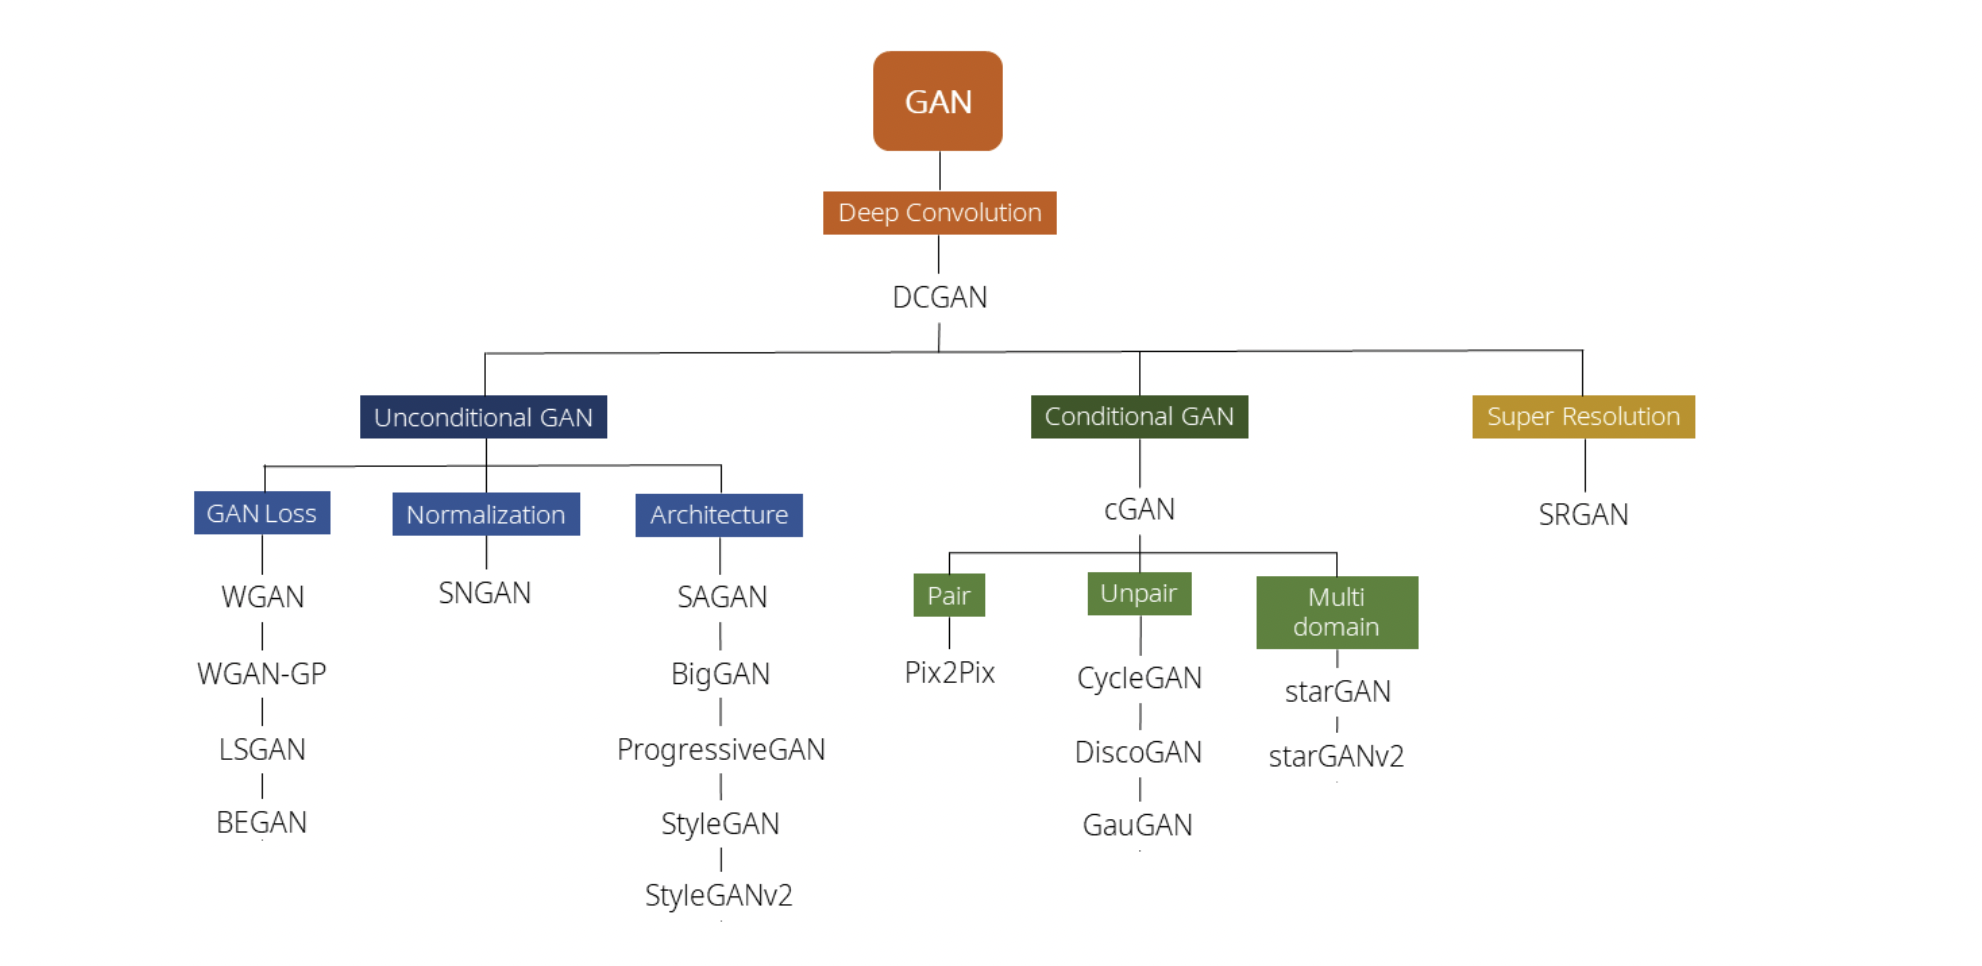 GAN
Deep Convolution
DCGAN
Unconditional GAN
Conditional GAN
Super Resolution
GAN Loss
Normalization
Architecture
cGAN
SRGAN
WGAN
SNGAN
SAGAN
Pair
Unpair
Multi
domain
WGAN-GP
BigGAN
Pix2Pix
CycleGAN
starGAN
LSGAN
ProgressiveGAN
DiscoGAN
starGANv2
BEGAN
StyleGAN
GauGAN
StyleGANv2